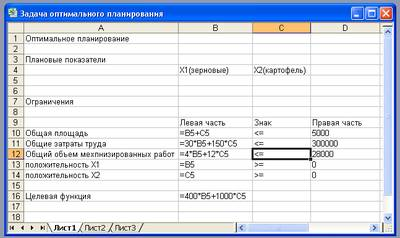 Задача оптимального планирования
A B C D
1 Оптимальное планирование
2
3 Плановые показатели
4 X1(зерновые) X2(картофель)
5
6
7 Ограничения
8
9 Левая часть Знак Правая часть
10 Общая площадь =B5+C5 <= 5000
11 Общие затраты труда =30*B5+150*C5 <= 300000
12 Общий объем мехпнизированных работ =4*B5+12*C5 <= 28000
13 положительность X1 =B5 >= 0
14 положительность X2 =C5 >= 0
15
16 Целевая функция =400*B5+1000*C5
17
18
Лист1 Лист2 Лист3